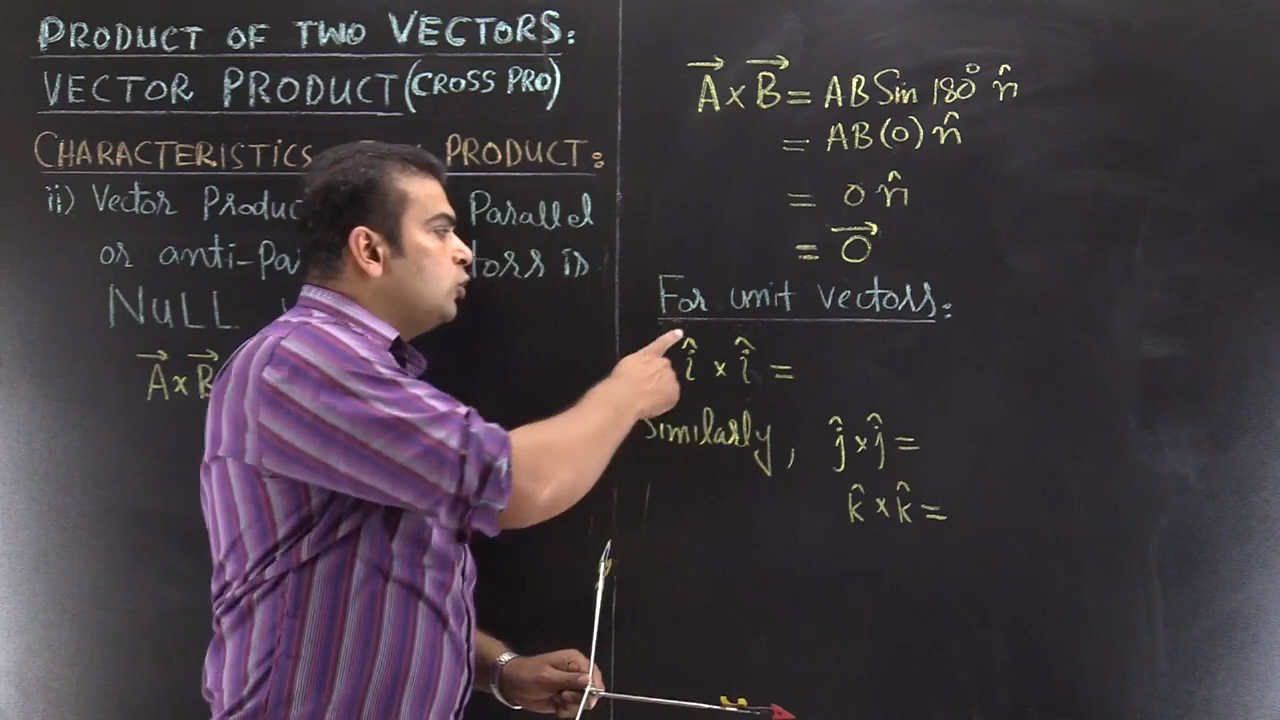 PRODUCT OF TWO VECTORS:
VECTOR PRODUCT (CROSS PRO)
CHARACTERISTICS PRODUCT:
ii) Vector Produc Parallel
or anti-Pa tors is
NULL
A⃗ × B⃗
A⃗ × B⃗ = AB Sin 180° n̂
= AB(0) n̂
= 0 n̂
= 0⃗
For unit vectors:
î × î =
Similarly, ĵ × ĵ =
k̂ × k̂ =